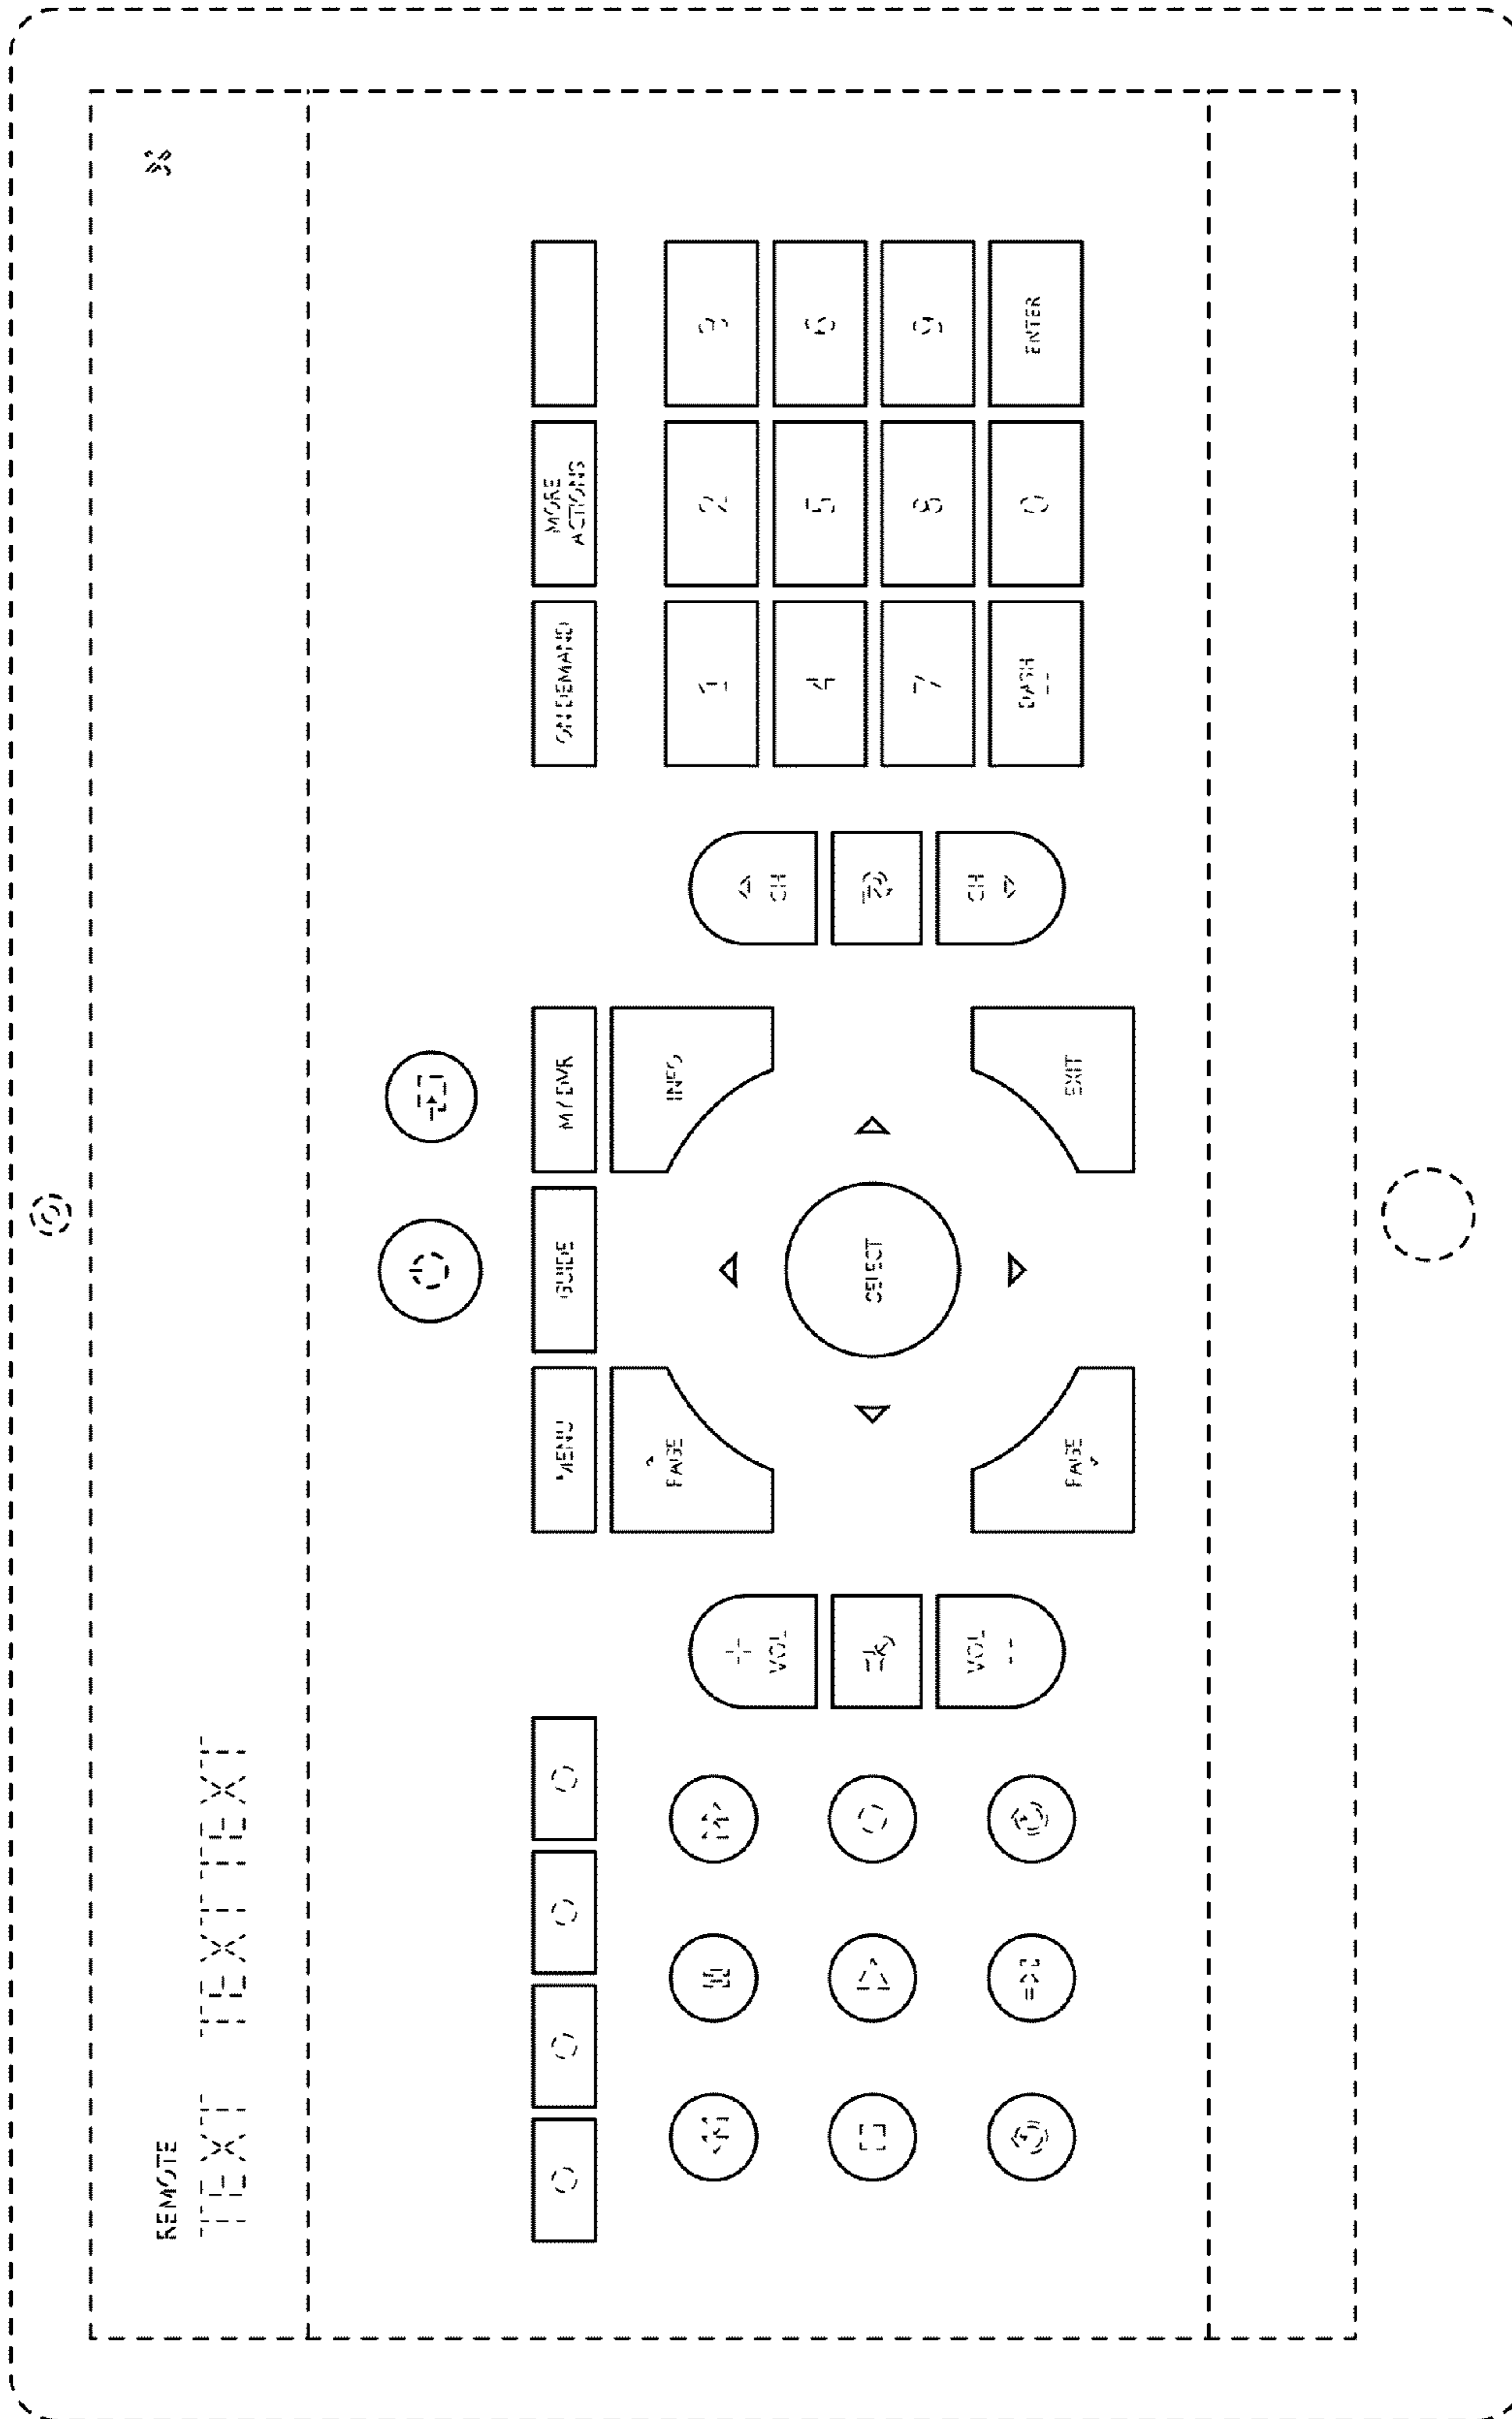 REMOTE
TEXT TEXT TEXT
MENU
GUIDE
MY DVR
ON DEMAND
MORE
ACTIONS
PAGE
INFO
SELECT
PAGE
EXIT
+
VOL
VOL
--
CH
CH
1
2
3
4
5
6
7
8
9
DASH
--
0
ENTER